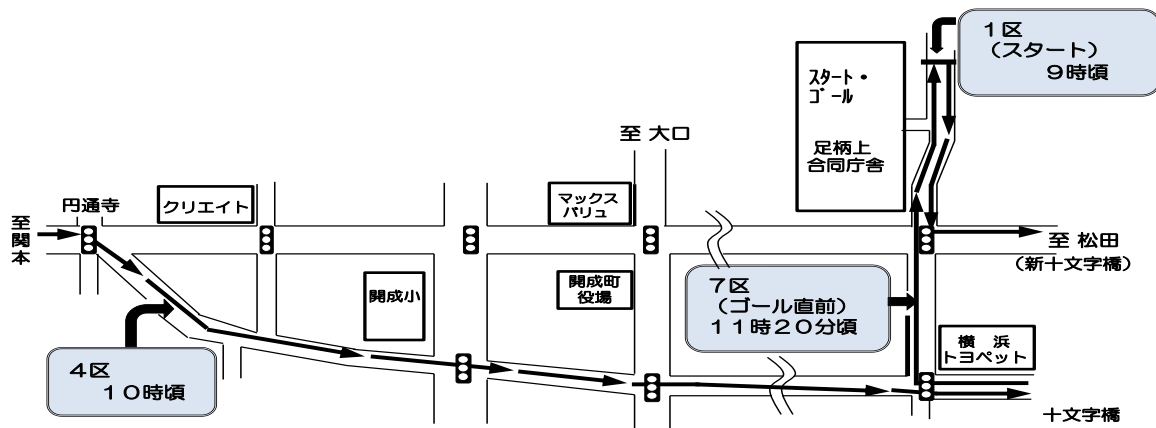 1区
(スタート)
9時頃
スタート・
ゴール
足柄上
合同庁舎
至 大口
円通寺
クリエイト
マックス
バリュ
至関本
至 松田
(新十文字橋)
開成小
開成町
役場
7区
(ゴール直前)
11時20分頃
横 浜
トヨペット
4区
10時頃
十文字橋